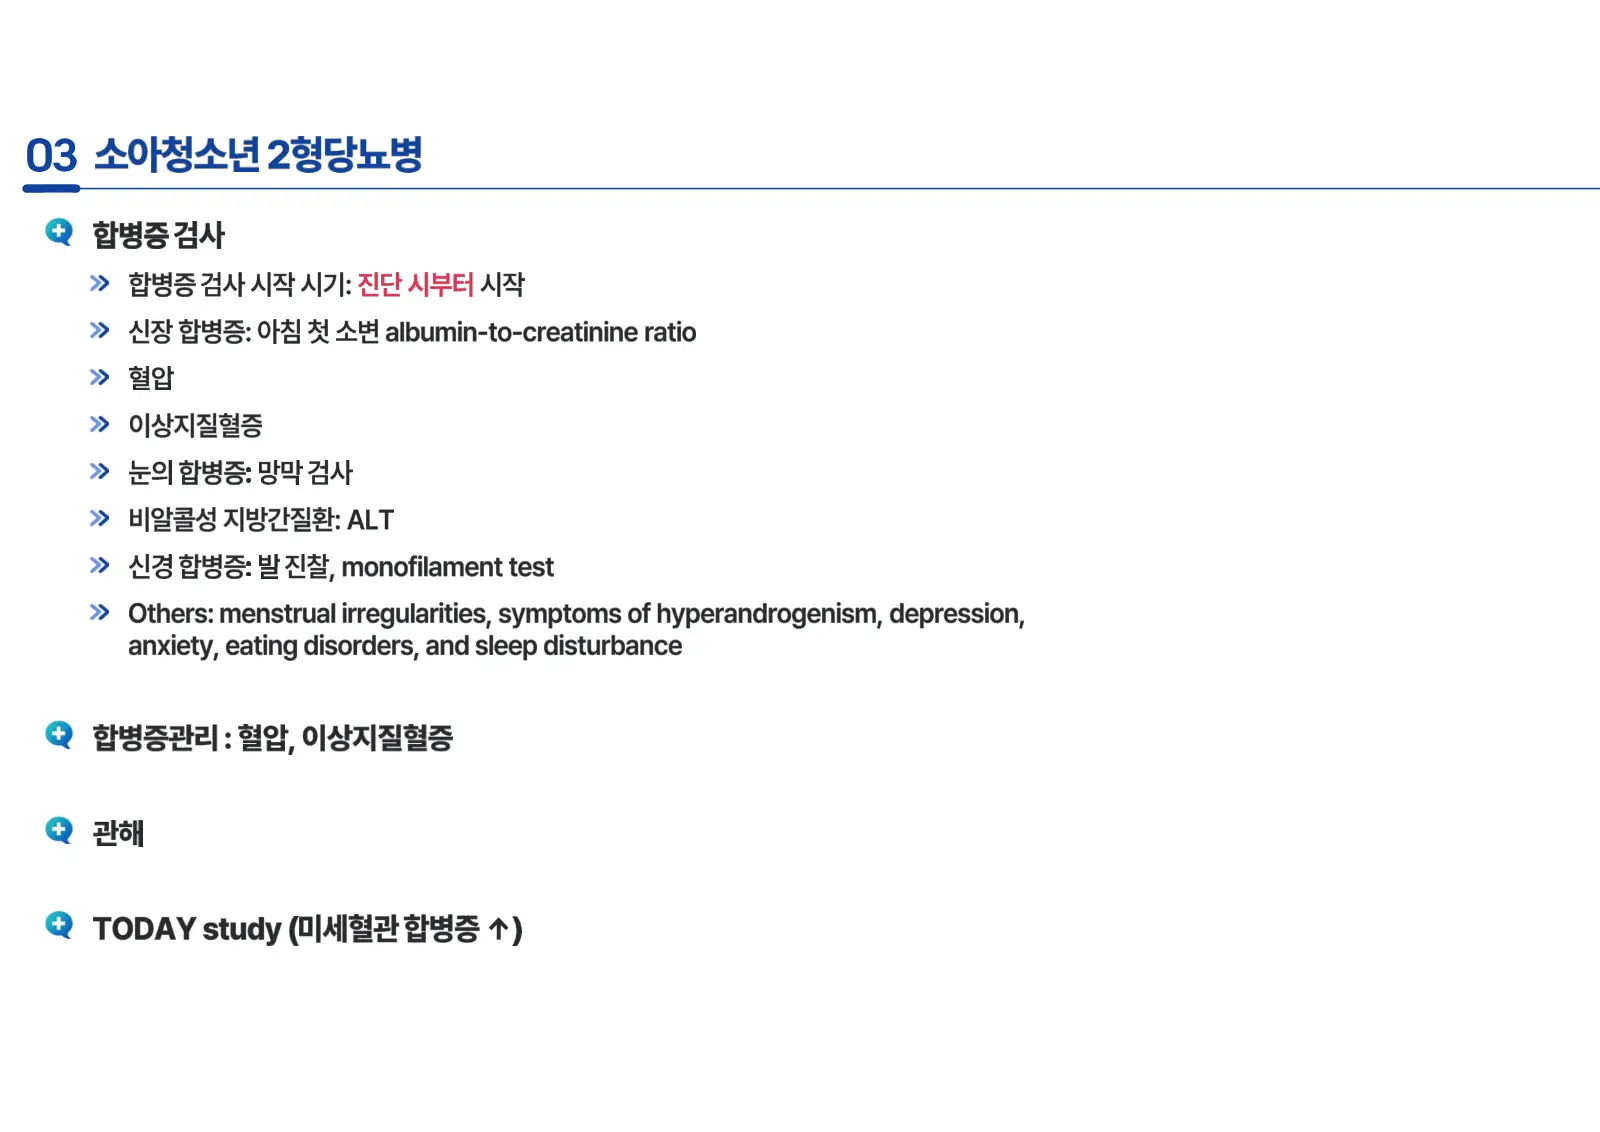 03 소아청소년 2형당뇨병
합병증 검사
합병증 검사 시작 시기: 진단 시부터 시작
신장 합병증: 아침 첫 소변 albumin-to-creatinine ratio
혈압
이상지질혈증
눈의 합병증: 망막 검사
비알콜성 지방간질환: ALT
신경 합병증: 발 진찰, monofilament test
Others: menstrual irregularities, symptoms of hyperandrogenism, depression,
anxiety, eating disorders, and sleep disturbance
합병증관리 : 혈압, 이상지질혈증
관해
TODAY study (미세혈관 합병증 ↑)